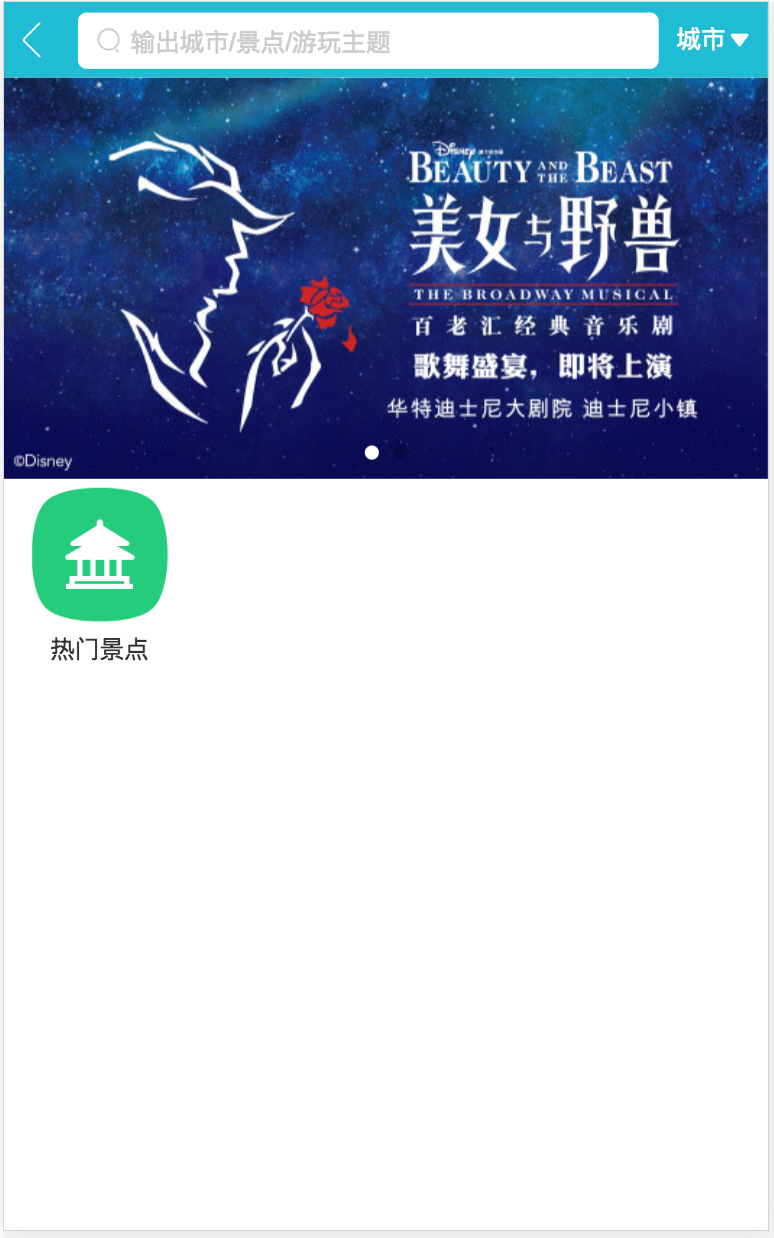 输出城市/景点/游玩主题
城市
Disney
BEAUTY AND THE BEAST
美女与野兽
THE BROADWAY MUSICAL
百老汇经典音乐剧
歌舞盛宴，即将上演
华特迪士尼大剧院 迪士尼小镇
©Disney
热门景点